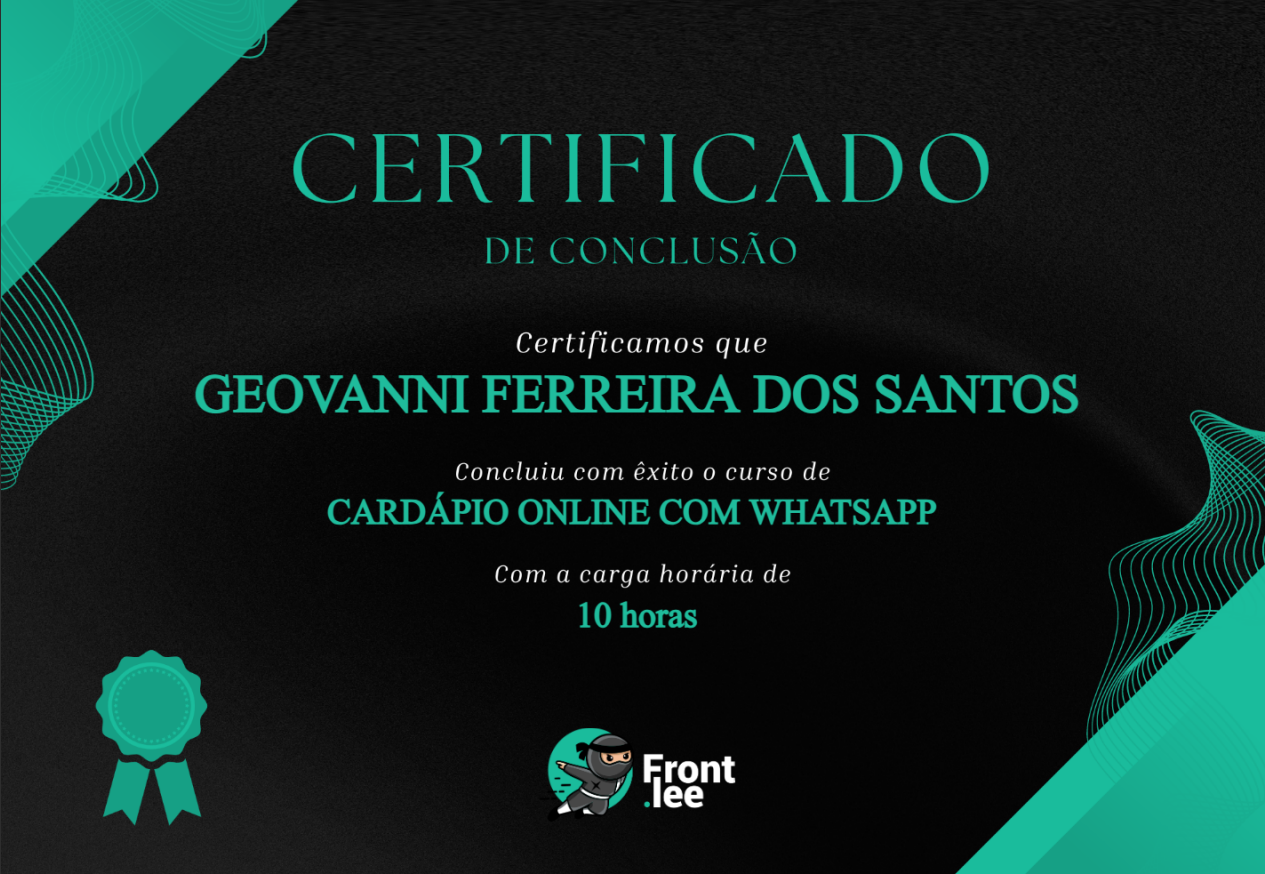 CERTIFICADO
DE CONCLUSÃO
Certificamos que
GEOVANNI FERREIRA DOS SANTOS
Concluiu com êxito o curso de
CARDÁPIO ONLINE COM WHATSAPP
Com a carga horária de
10 horas
Front
.lee